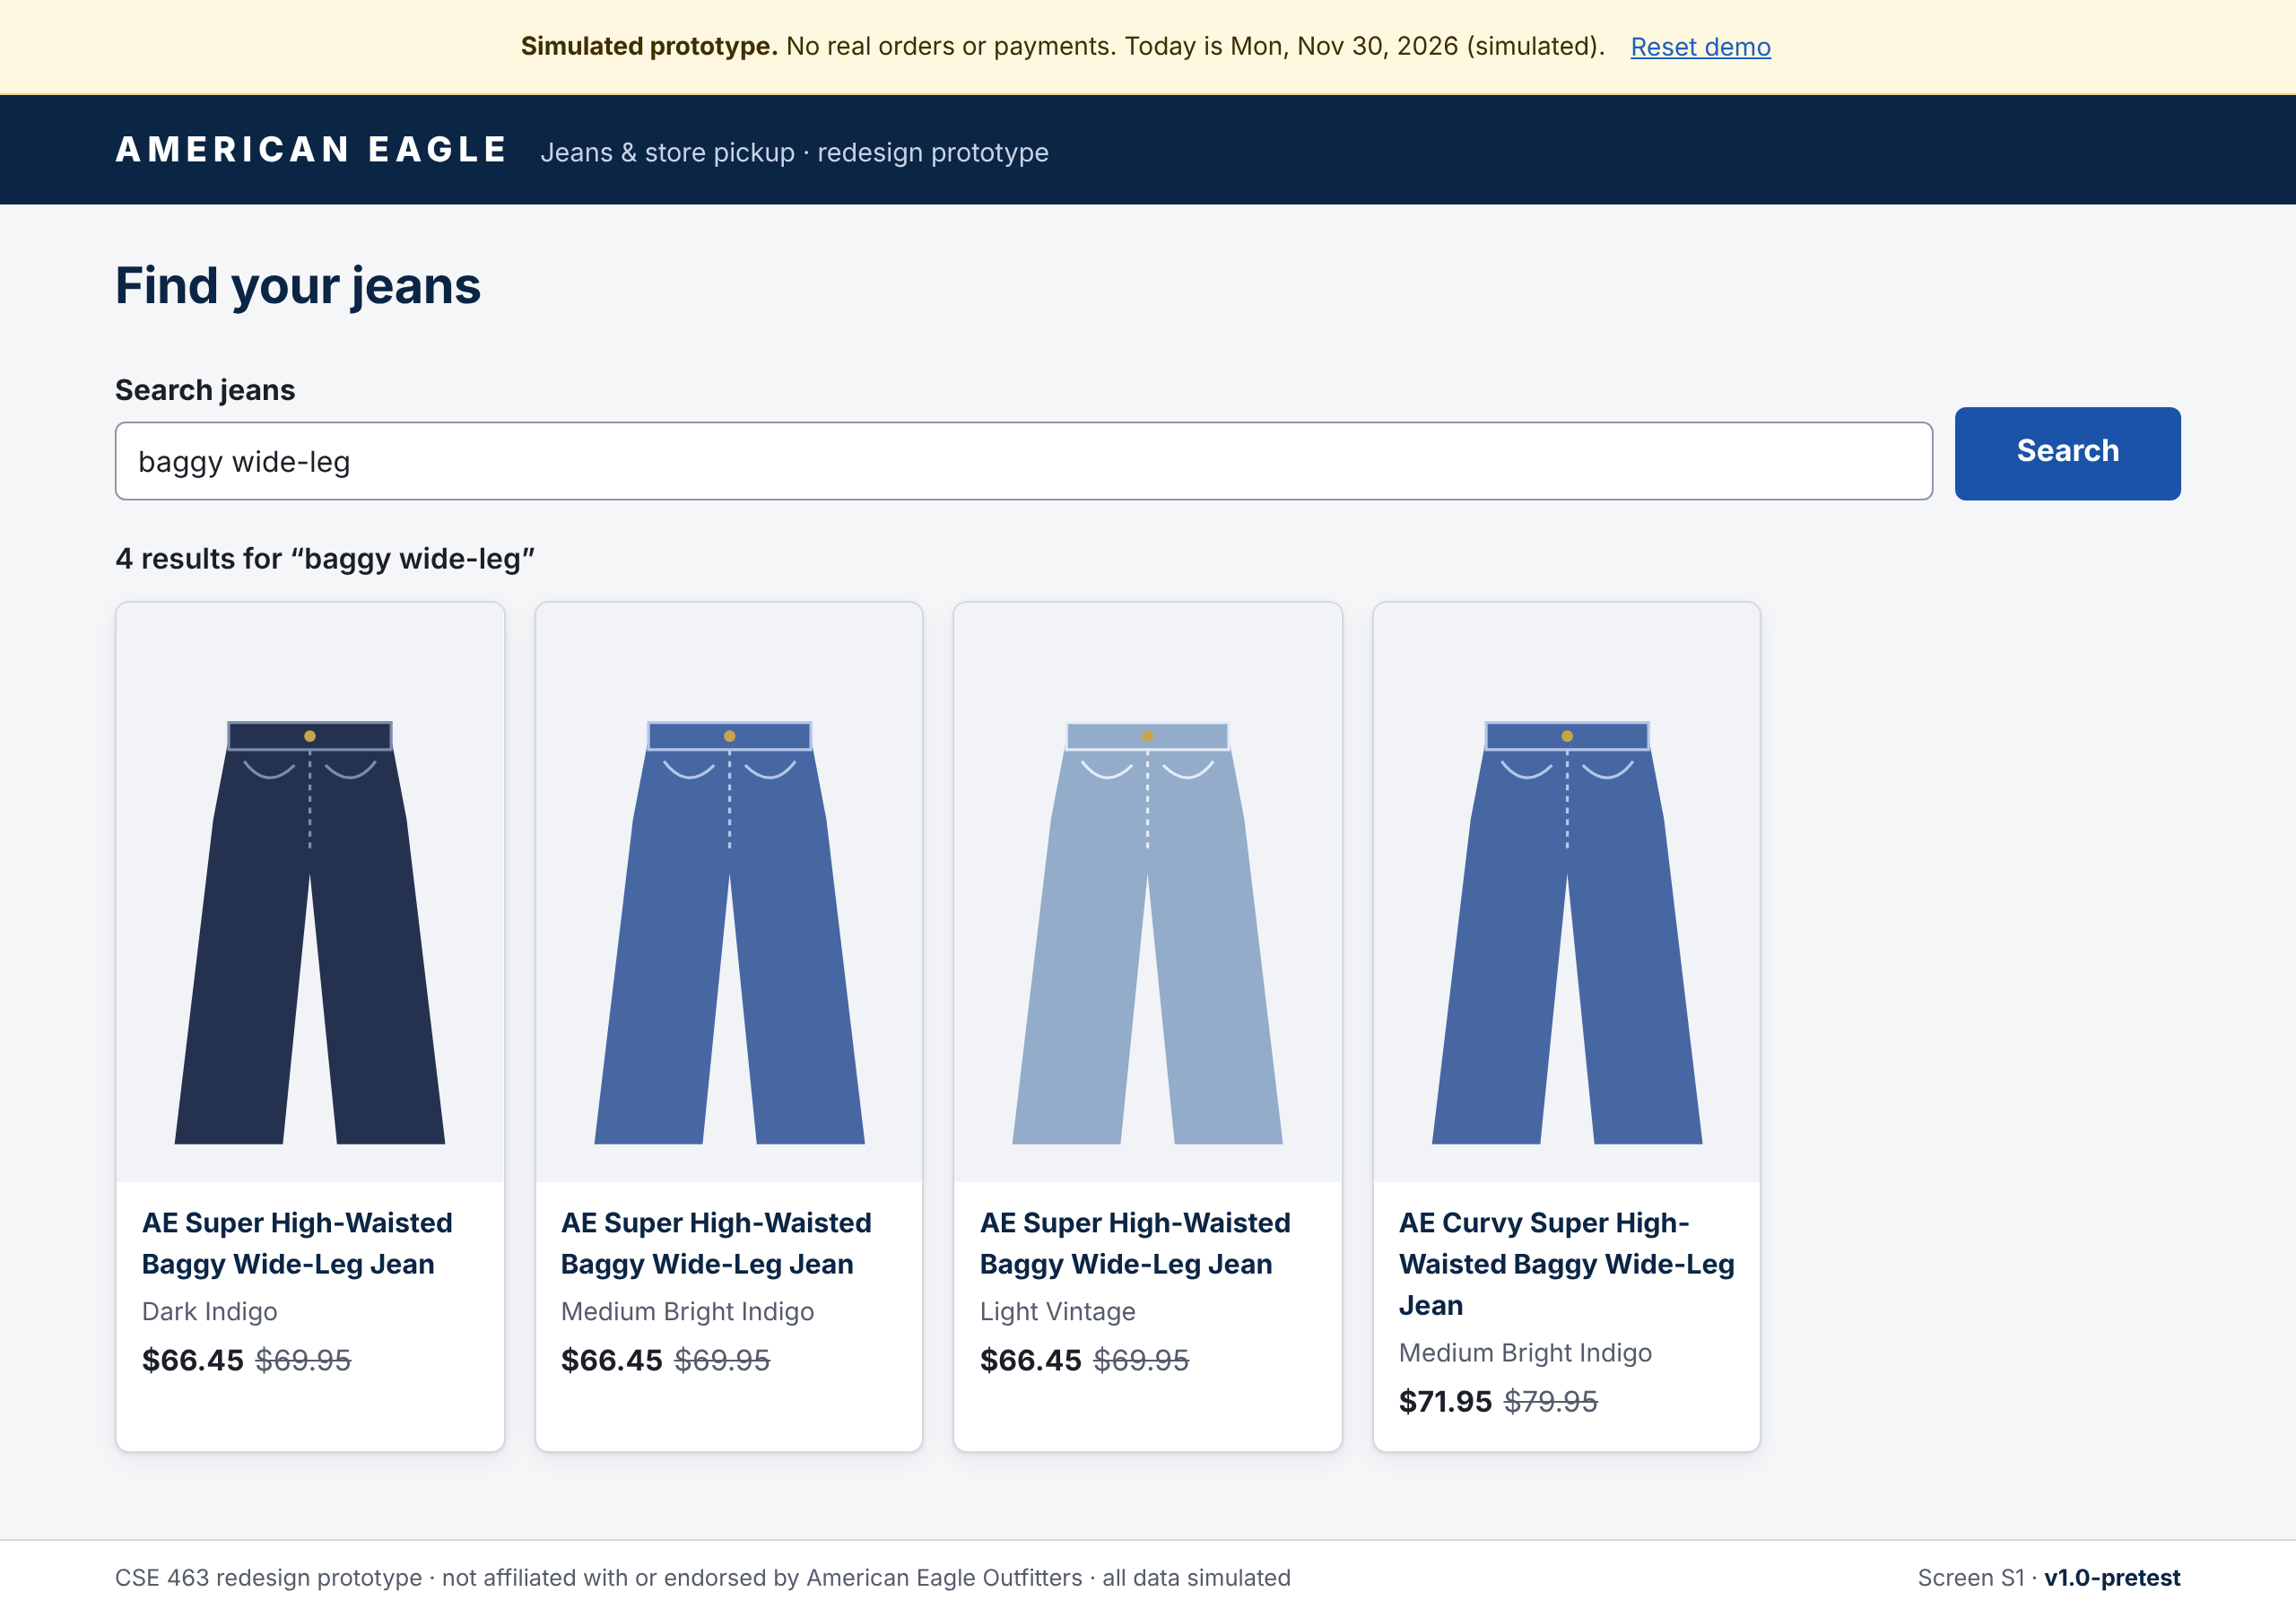 Simulated prototype. No real orders or payments. Today is Mon, Nov 30, 2026 (simulated). Reset demo
AMERICAN EAGLE Jeans & store pickup · redesign prototype
Find your jeans
Search jeans
baggy wide-leg
Search
4 results for “baggy wide-leg”
AE Super High-Waisted
Baggy Wide-Leg Jean
Dark Indigo
$66.45 $69.95
AE Super High-Waisted
Baggy Wide-Leg Jean
Medium Bright Indigo
$66.45 $69.95
AE Super High-Waisted
Baggy Wide-Leg Jean
Light Vintage
$66.45 $69.95
AE Curvy Super High-
Waisted Baggy Wide-Leg
Jean
Medium Bright Indigo
$71.95 $79.95
CSE 463 redesign prototype · not affiliated with or endorsed by American Eagle Outfitters · all data simulated
Screen S1 · v1.0-pretest